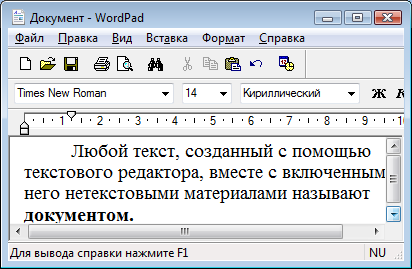 Документ - WordPad
Файл Правка Вид Вставка Формат Справка
Times New Roman 14 Кириллический Ж К
1 1 2 3 4 5 6 7 8 9 10
Любой текст, созданный с помощью
текстового редактора, вместе с включенным
него нетекстовыми материалами называют
документом.
Для вывода справки нажмите F1 NU